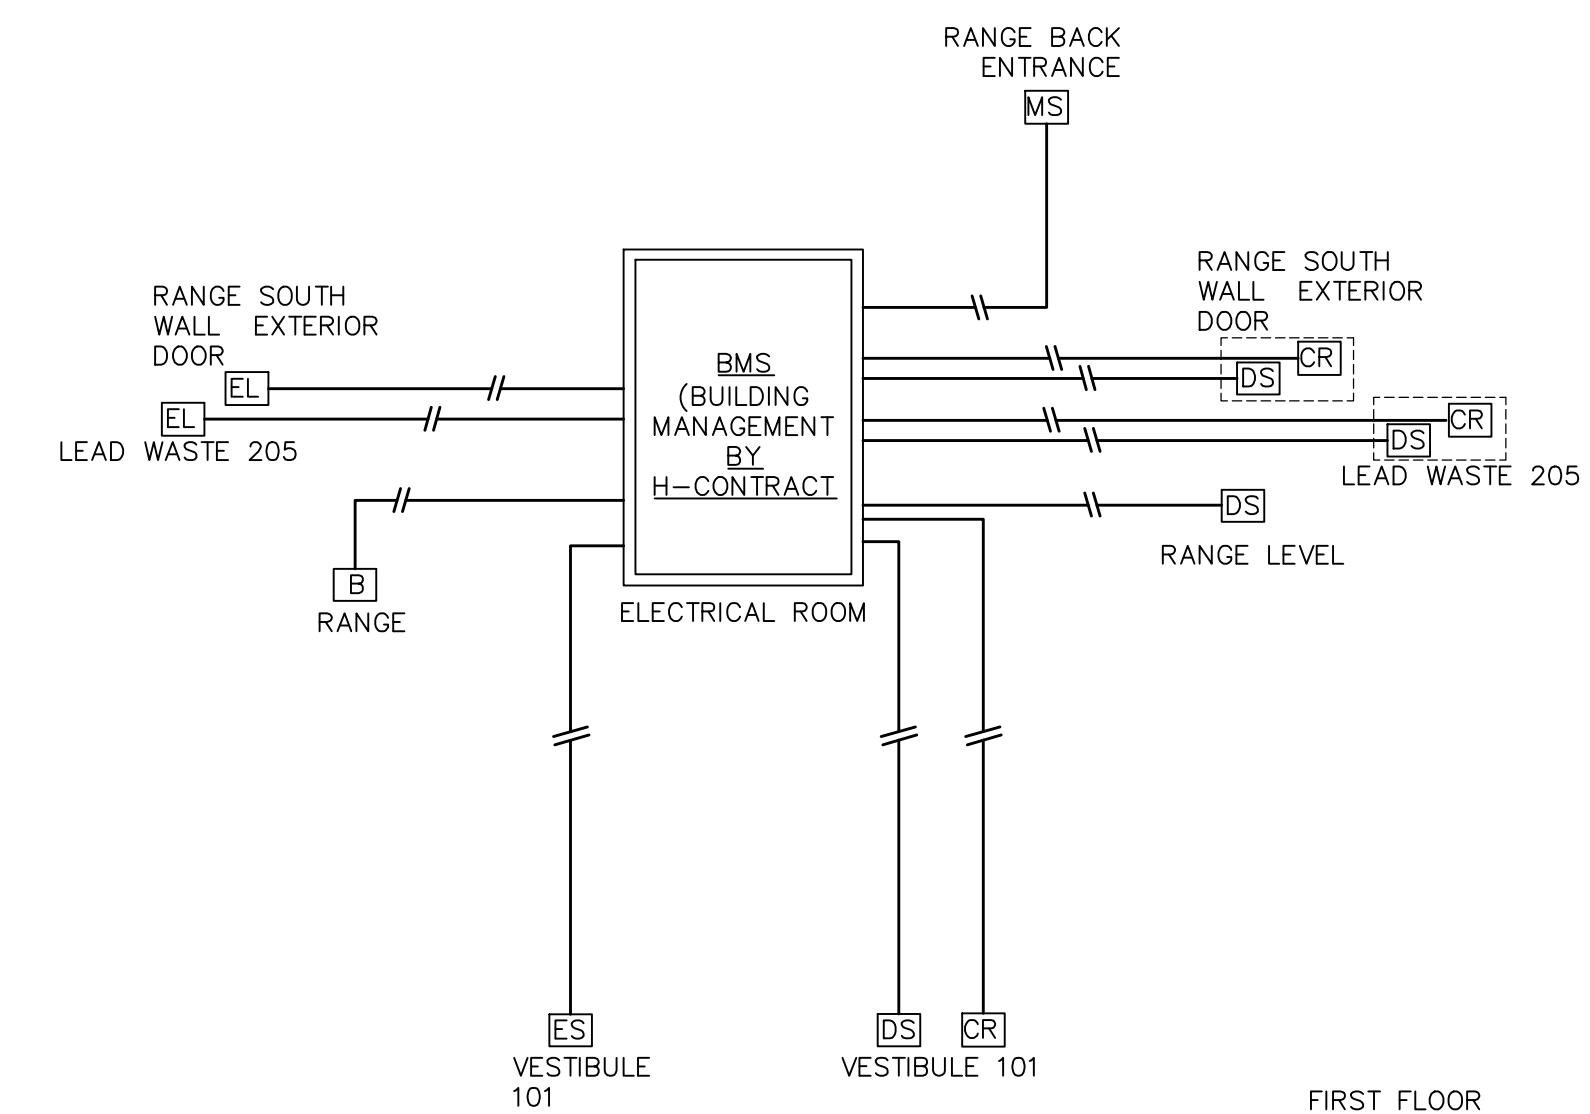 RANGE BACK
ENTRANCE
MS
RANGE SOUTH
WALL EXTERIOR
DOOR
EL
EL
LEAD WASTE 205
B
RANGE
BMS
(BUILDING
MANAGEMENT
BY
H-CONTRACT
ELECTRICAL ROOM
RANGE SOUTH
WALL EXTERIOR
DOOR
CR
DS
CR
DS
LEAD WASTE 205
DS
RANGE LEVEL
ES
VESTIBULE
101
DS
CR
VESTIBULE 101
FIRST FLOOR